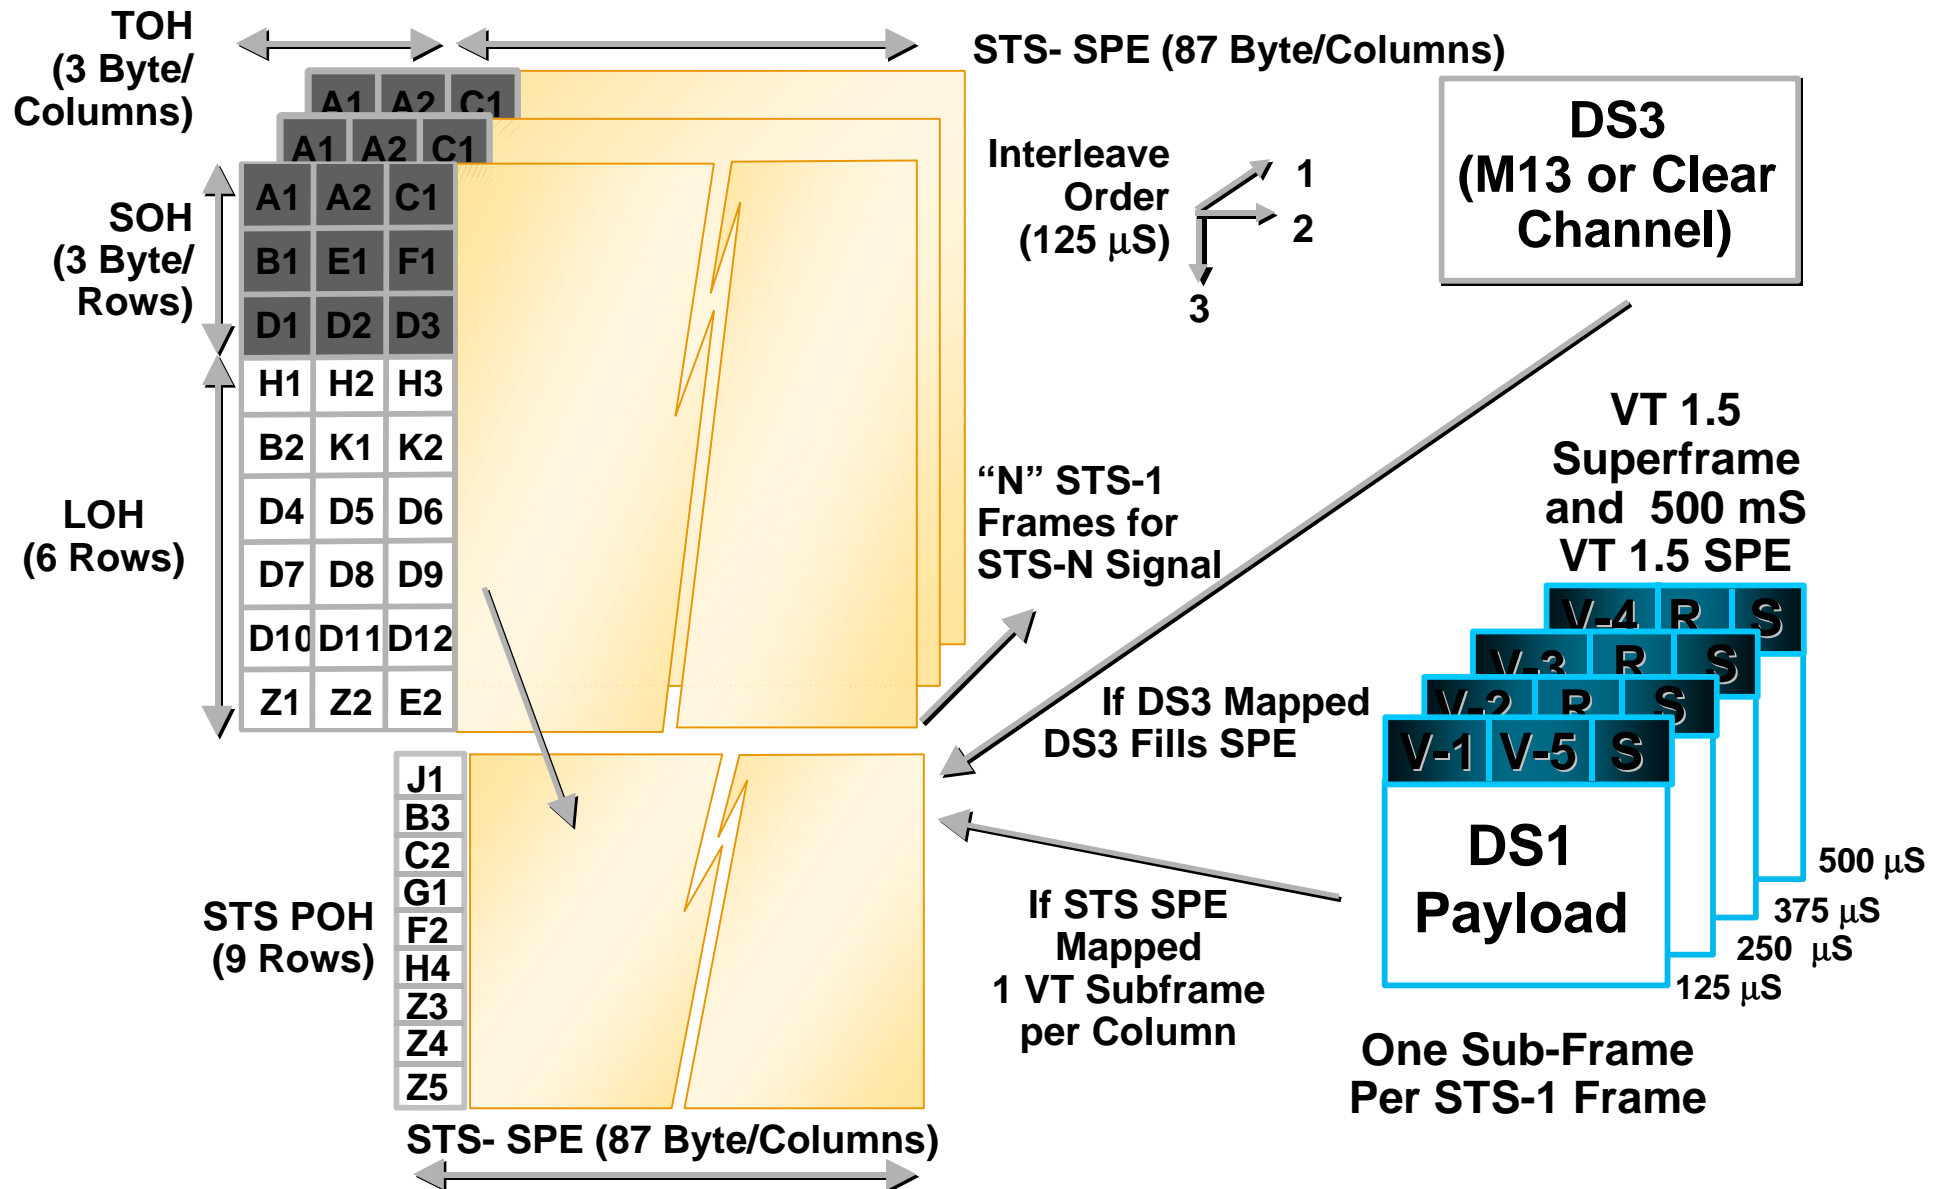 TOH
(3 Byte/
Columns)
STS- SPE (87 Byte/Columns)
A1 A2 C1
A1 A2 C1
A1 A2 C1
B1 E1 F1
D1 D2 D3
SOH
(3 Byte/
Rows)
H1 H2 H3
B2 K1 K2
D4 D5 D6
D7 D8 D9
D10 D11 D12
Z1 Z2 E2
LOH
(6 Rows)
Interleave
Order
(125 μS)
1
2
3
DS3
(M13 or Clear
Channel)
“N” STS-1
Frames for
STS-N Signal
If DS3 Mapped
DS3 Fills SPE
VT 1.5
Superframe
and 500 mS
VT 1.5 SPE
V-4 R S
V-3 R S
V-2 R S
V-1 V-5 S
DS1
Payload
500 μS
375 μS
250 μS
125 μS
One Sub-Frame
Per STS-1 Frame
J1
B3
C2
G1
F2
H4
Z3
Z4
Z5
STS POH
(9 Rows)
If STS SPE
Mapped
1 VT Subframe
per Column
STS- SPE (87 Byte/Columns)